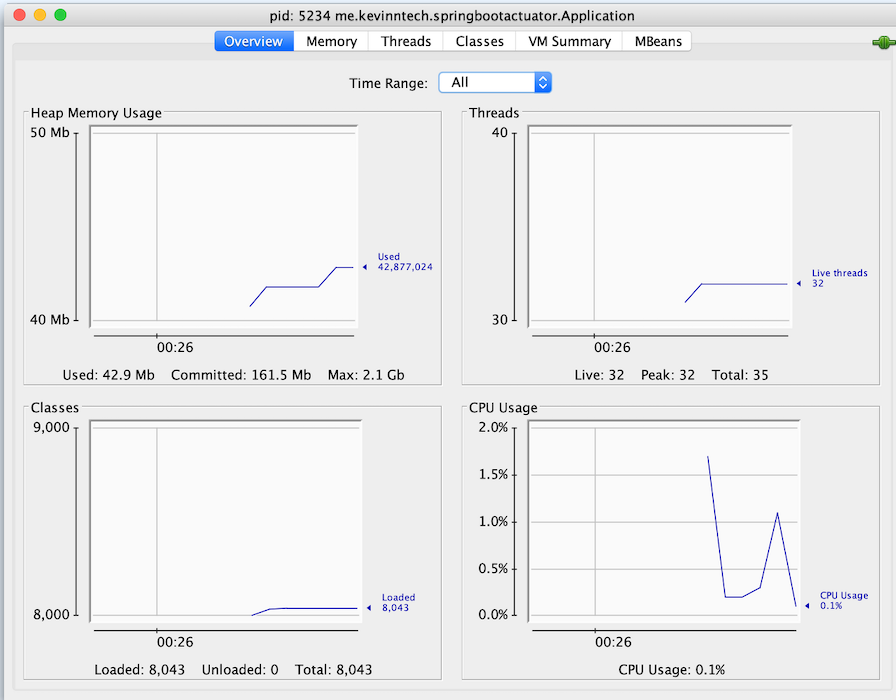 pid: 5234 me.kevinntech.springbootactuator.Application
Overview Memory Threads Classes VM Summary MBeans
Time Range: All
Heap Memory Usage
50 Mb
40 Mb
Used
42,877,024
00:26
Used: 42.9 Mb Committed: 161.5 Mb Max: 2.1 Gb
Threads
40
30
Live threads
32
00:26
Live: 32 Peak: 32 Total: 35
Classes
9,000
8,000
Loaded
8,043
00:26
Loaded: 8,043 Unloaded: 0 Total: 8,043
CPU Usage
2.0%
1.5%
1.0%
0.5%
0.0%
CPU Usage
0.1%
00:26
CPU Usage: 0.1%